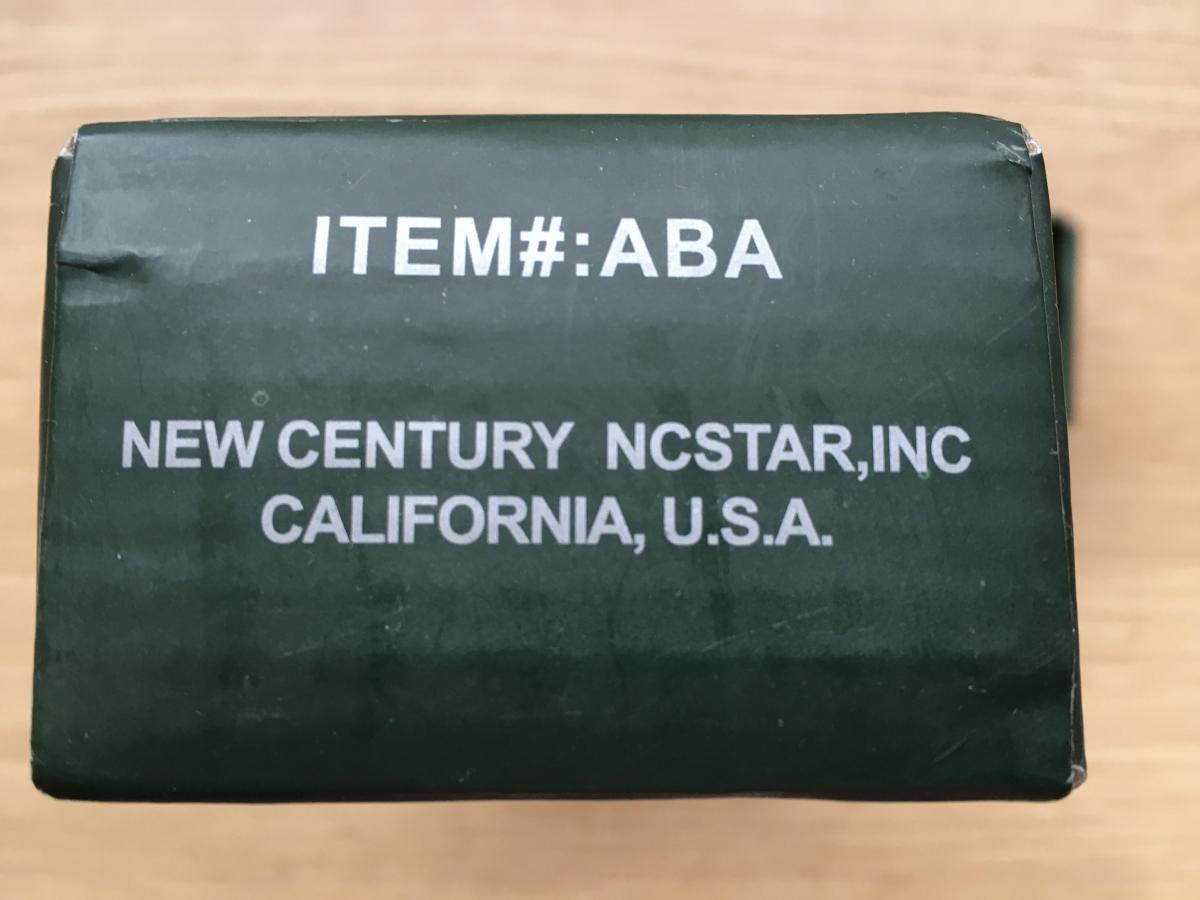 ITEM#:ABA
NEW CENTURY NCSTAR,INC
CALIFORNIA, U.S.A.